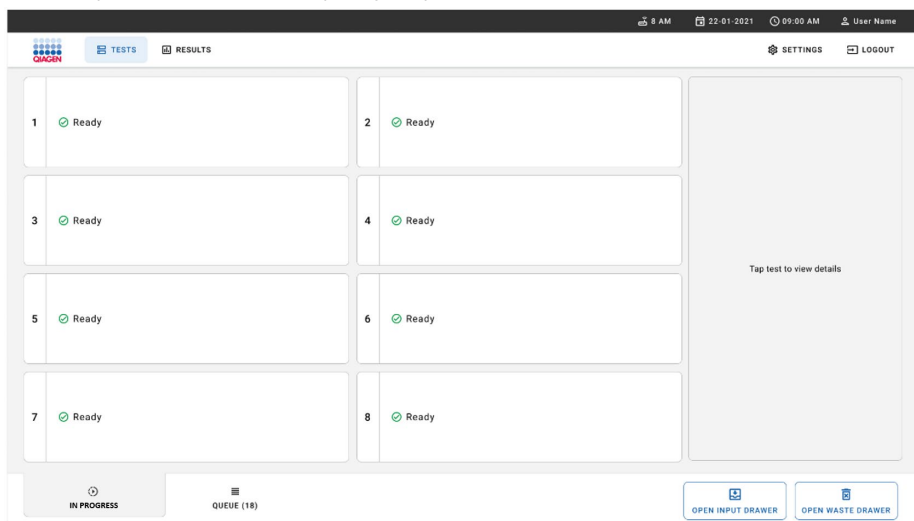 8 AM 22-01-2021 09:00 AM User Name
QIAGEN TESTS RESULTS SETTINGS LOGOUT
1 Ready 2 Ready
3 Ready 4 Ready
Tap test to view details
5 Ready 6 Ready
7 Ready 8 Ready
IN PROGRESS QUEUE (18) OPEN INPUT DRAWER OPEN WASTE DRAWER